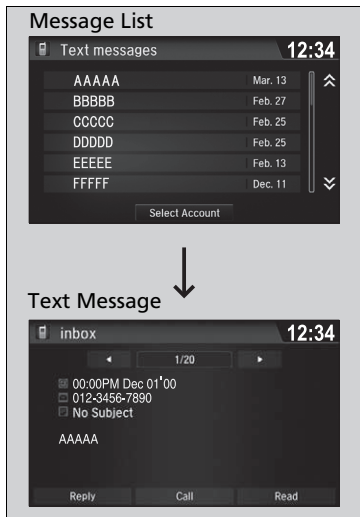 Message List
Text messages 12:34
AAAAA Mar. 13
BBBBB Feb. 27
CCCCC Feb. 25
DDDDD Feb. 25
EEEEE Feb. 13
FFFFF Dec. 11
Select Account
Text Message
inbox 12:34
1/20
00:00PM Dec 01'00
012-3456-7890
No Subject
AAAAA
Reply Call Read